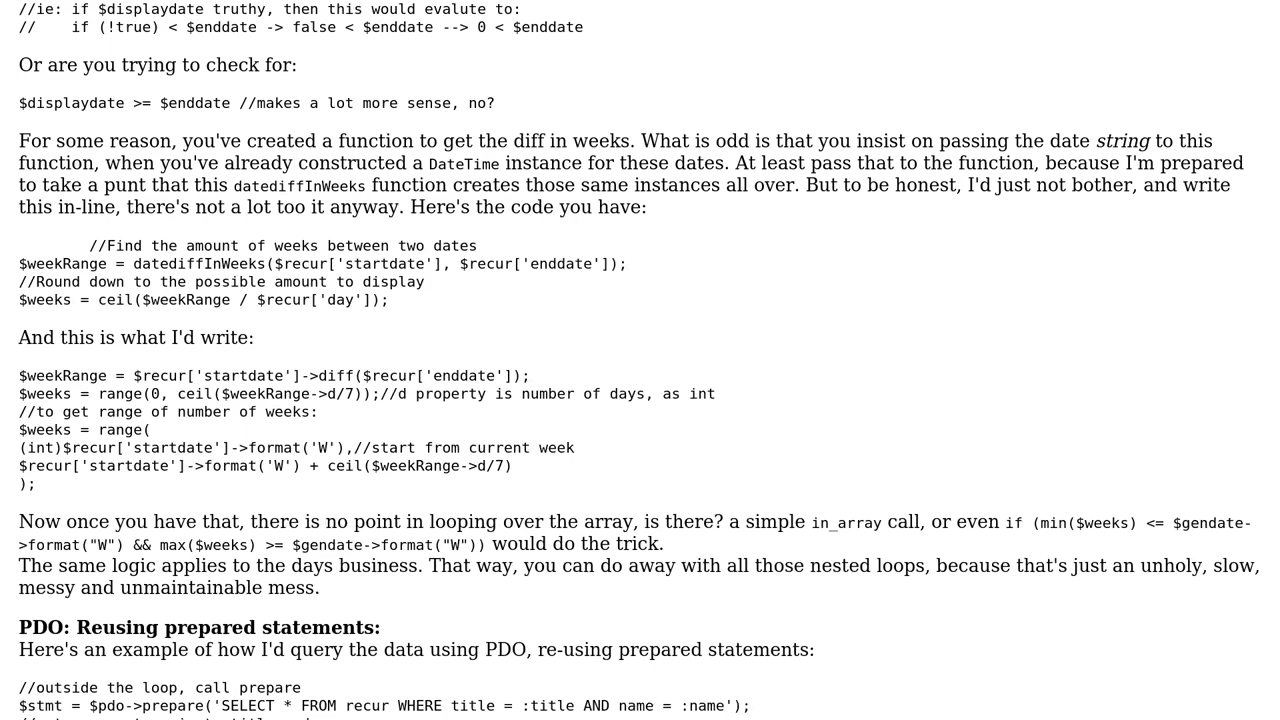 //ie: if $displaydate truthy, then this would evalute to:
//    if (!true) < $enddate -> false < $enddate --> 0 < $enddate
Or are you trying to check for:
$displaydate >= $enddate //makes a lot more sense, no?
For some reason, you've created a function to get the diff in weeks. What is odd is that you insist on passing the date string to this
function, when you've already constructed a DateTime instance for these dates. At least pass that to the function, because I'm prepared
to take a punt that this datediffInWeeks function creates those same instances all over. But to be honest, I'd just not bother, and write
this in-line, there's not a lot too it anyway. Here's the code you have:
        //Find the amount of weeks between two dates
$weekRange = datediffInWeeks($recur['startdate'], $recur['enddate']);
//Round down to the possible amount to display
$weeks = ceil($weekRange / $recur['day']);
And this is what I'd write:
$weekRange = $recur['startdate']->diff($recur['enddate']);
$weeks = range(0, ceil($weekRange->d/7));//d property is number of days, as int
//to get range of number of weeks:
$weeks = range(
(int)$recur['startdate']->format('W'),//start from current week
$recur['startdate']->format('W') + ceil($weekRange->d/7)
);
Now once you have that, there is no point in looping over the array, is there? a simple in_array call, or even if (min($weeks) <= $gendate-
>format("W") && max($weeks) >= $gendate->format("W")) would do the trick.
The same logic applies to the days business. That way, you can do away with all those nested loops, because that's just an unholy, slow,
messy and unmaintainable mess.
PDO: Reusing prepared statements:
Here's an example of how I'd query the data using PDO, re-using prepared statements:
//outside the loop, call prepare
$stmt = $pdo->prepare('SELECT * FROM recur WHERE title = :title AND name = :name');